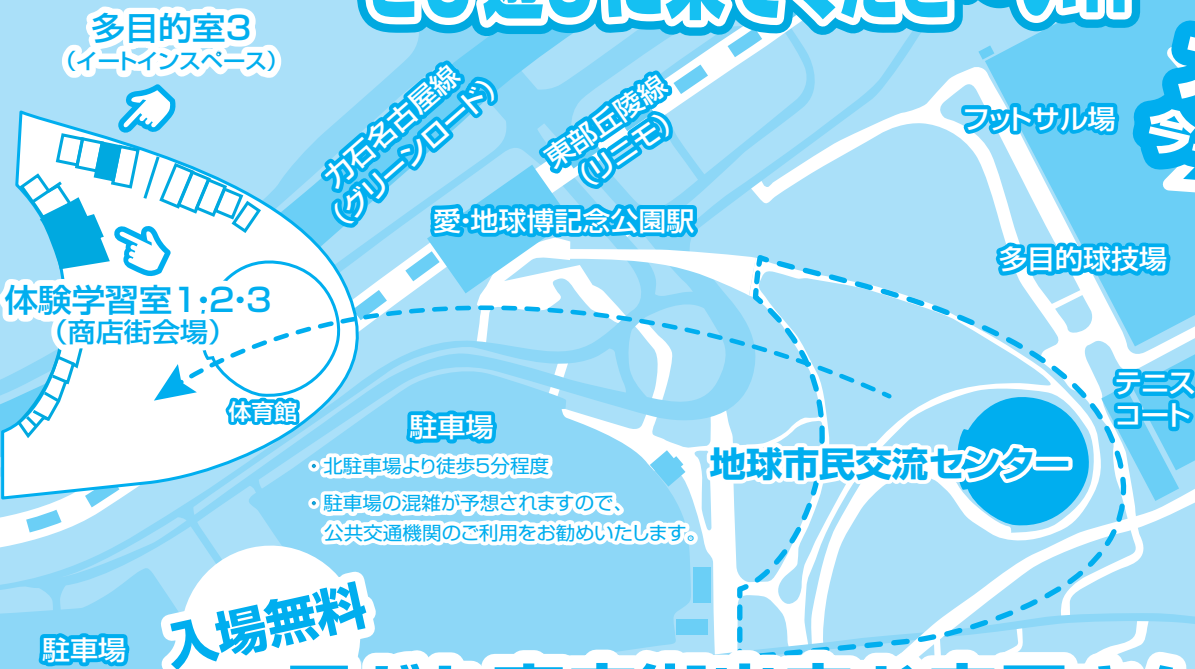 多目的室3
(イートインスペース)
力石名古屋線
(グリーンロード)
東部丘陵線
(リニモ)
フットサル場
愛・地球博記念公園駅
多目的球技場
体験学習室1・2・3
(商店街会場)
体育館
テニス
コート
駐車場
・北駐車場より徒歩5分程度
・駐車場の混雑が予想されますので、
公共交通機関のご利用をお勧めいたします。
地球市民交流センター
入場無料
駐車場